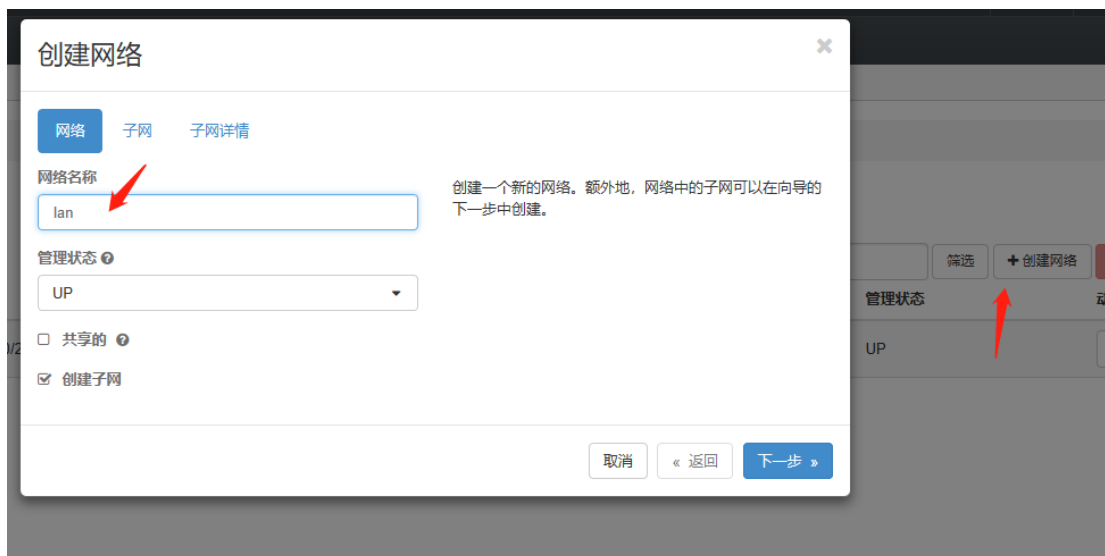 创建网络
×
网络 子网 子网详情
网络名称
lan
创建一个新的网络。额外地，网络中的子网可以在向导的
下一步中创建。
管理状态
UP
共享的
创建子网
取消 « 返回 下一步 »
筛选 +创建网络
管理状态
UP